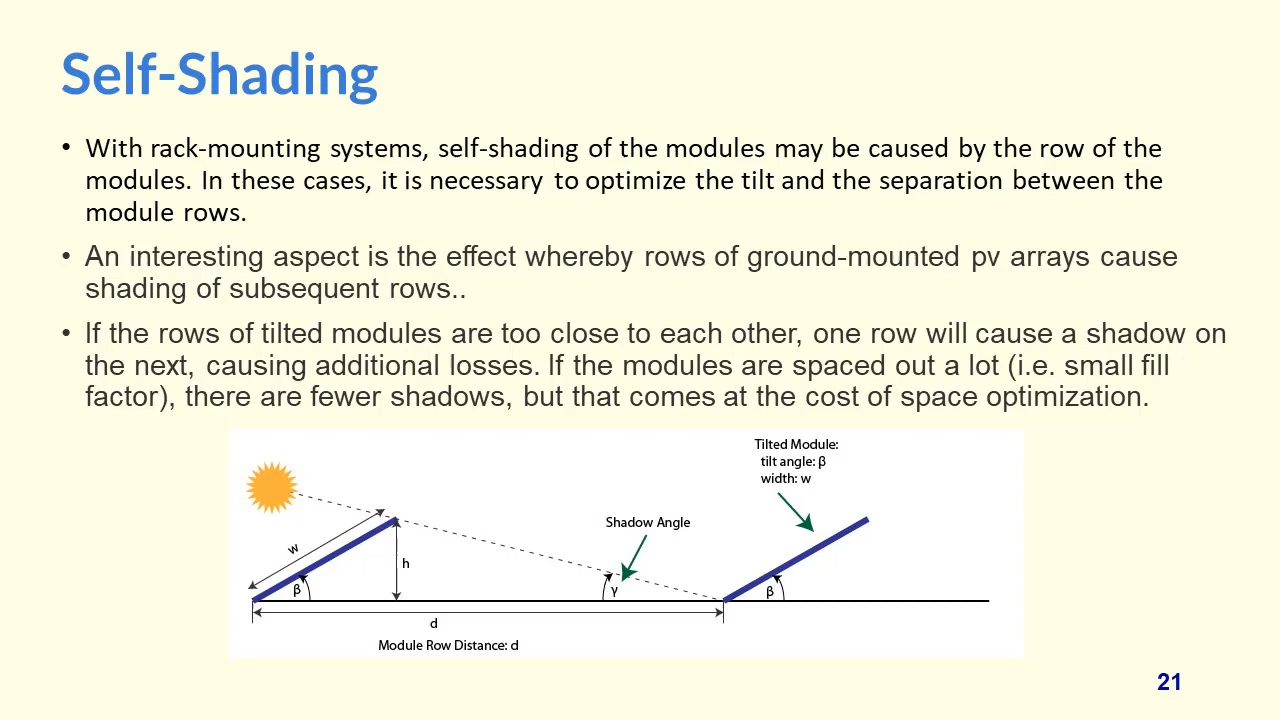 Self-Shading
• With rack-mounting systems, self-shading of the modules may be caused by the row of the
modules. In these cases, it is necessary to optimize the tilt and the separation between the
module rows.
• An interesting aspect is the effect whereby rows of ground-mounted pv arrays cause
shading of subsequent rows..
• If the rows of tilted modules are too close to each other, one row will cause a shadow on
the next, causing additional losses. If the modules are spaced out a lot (i.e. small fill
factor), there are fewer shadows, but that comes at the cost of space optimization.
Tilted Module:
tilt angle: β
width: w
Shadow Angle
w
h
β
γ
β
d
Module Row Distance: d
21